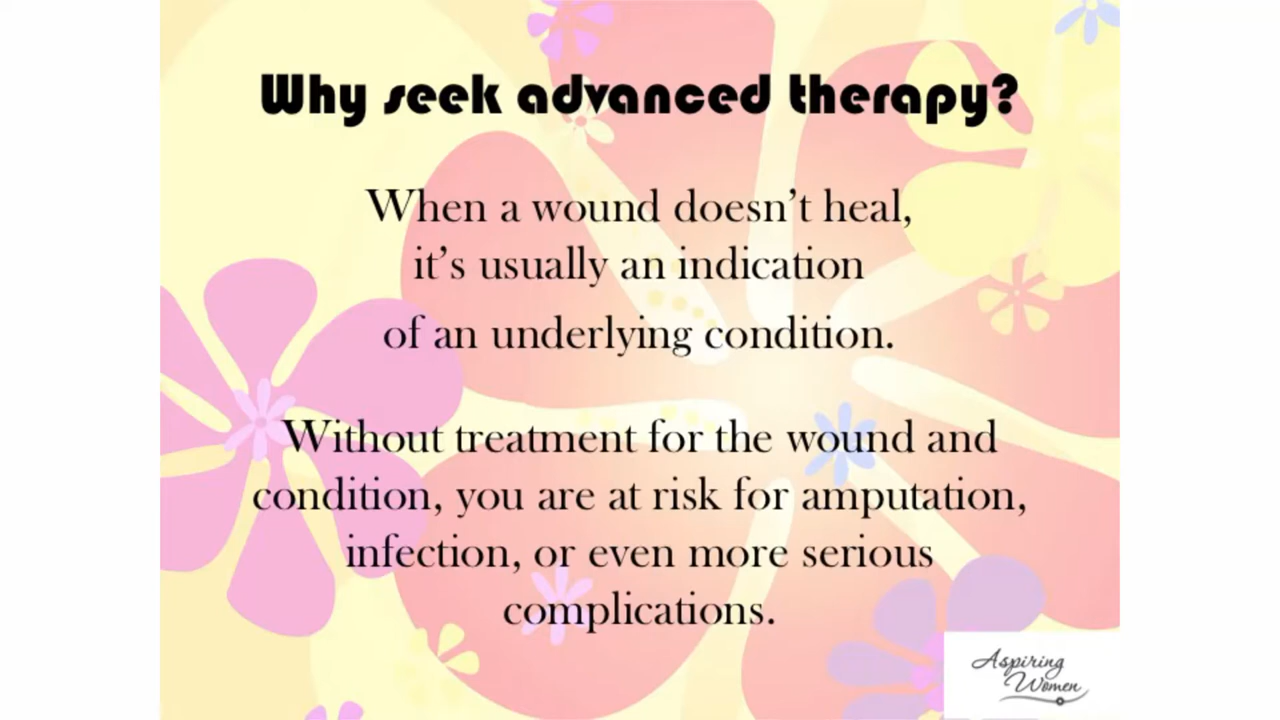 Why seek advanced therapy?
When a wound doesn’t heal,
it’s usually an indication
of an underlying condition.
Without treatment for the wound and
condition, you are at risk for amputation,
infection, or even more serious
complications.
Aspiring
Women